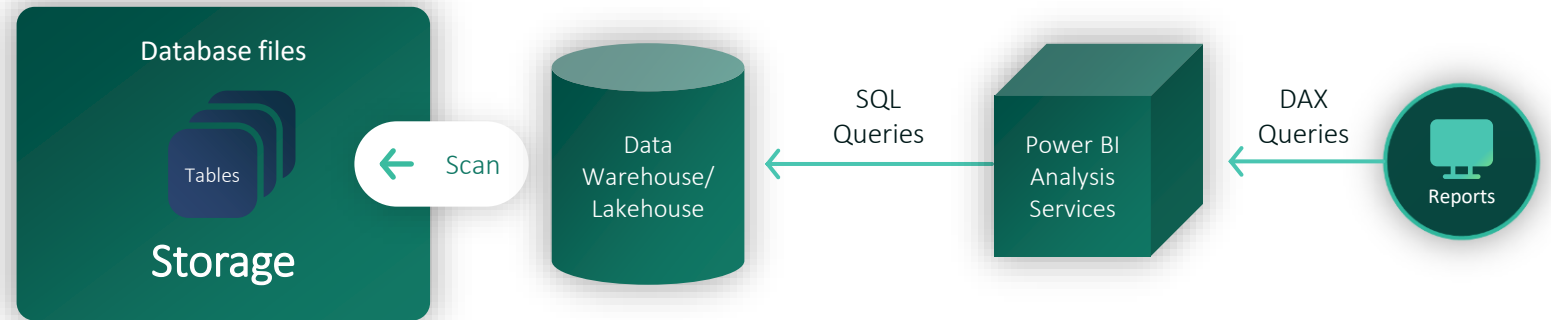 Database files
Tables
Storage
Scan
Data
Warehouse/
Lakehouse
SQL
Queries
Power BI
Analysis
Services
DAX
Queries
Reports